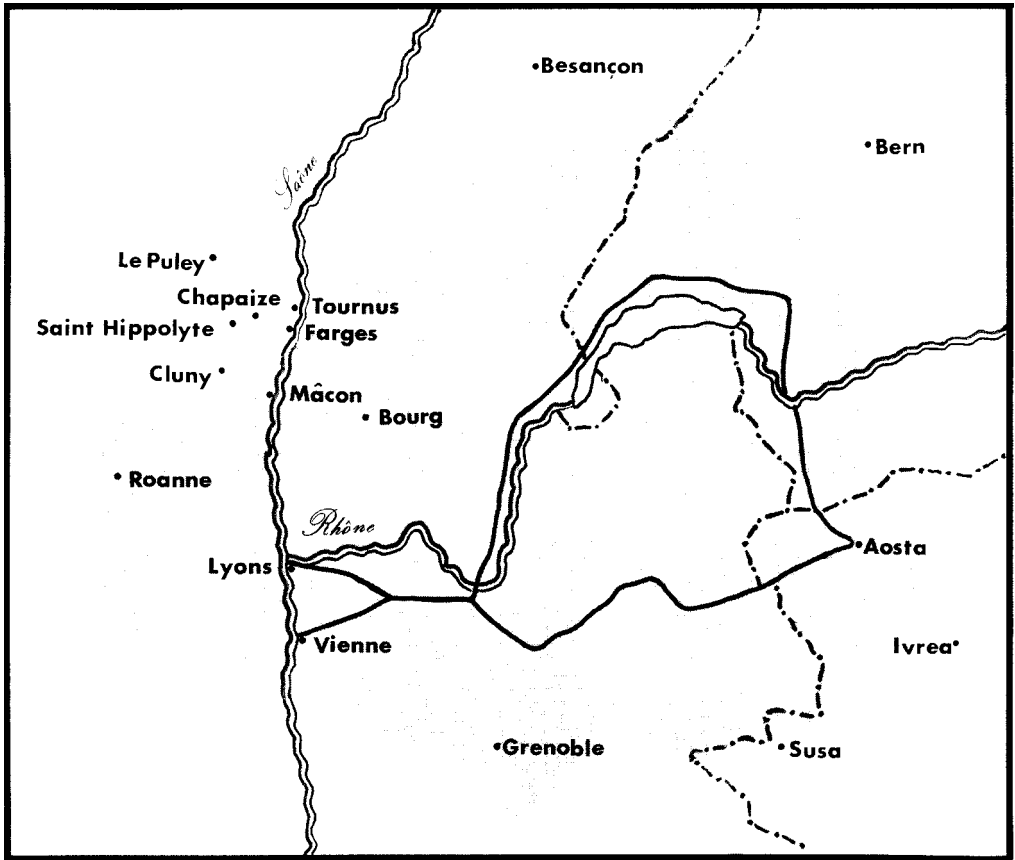 Besançon
Bern
Saône
Le Puley
Chapaize
Tournus
Saint Hippolyte
Farges
Cluny
Mâcon
Bourg
Roanne
Rhône
Lyons
Aosta
Vienne
Ivrea
Grenoble
Susa